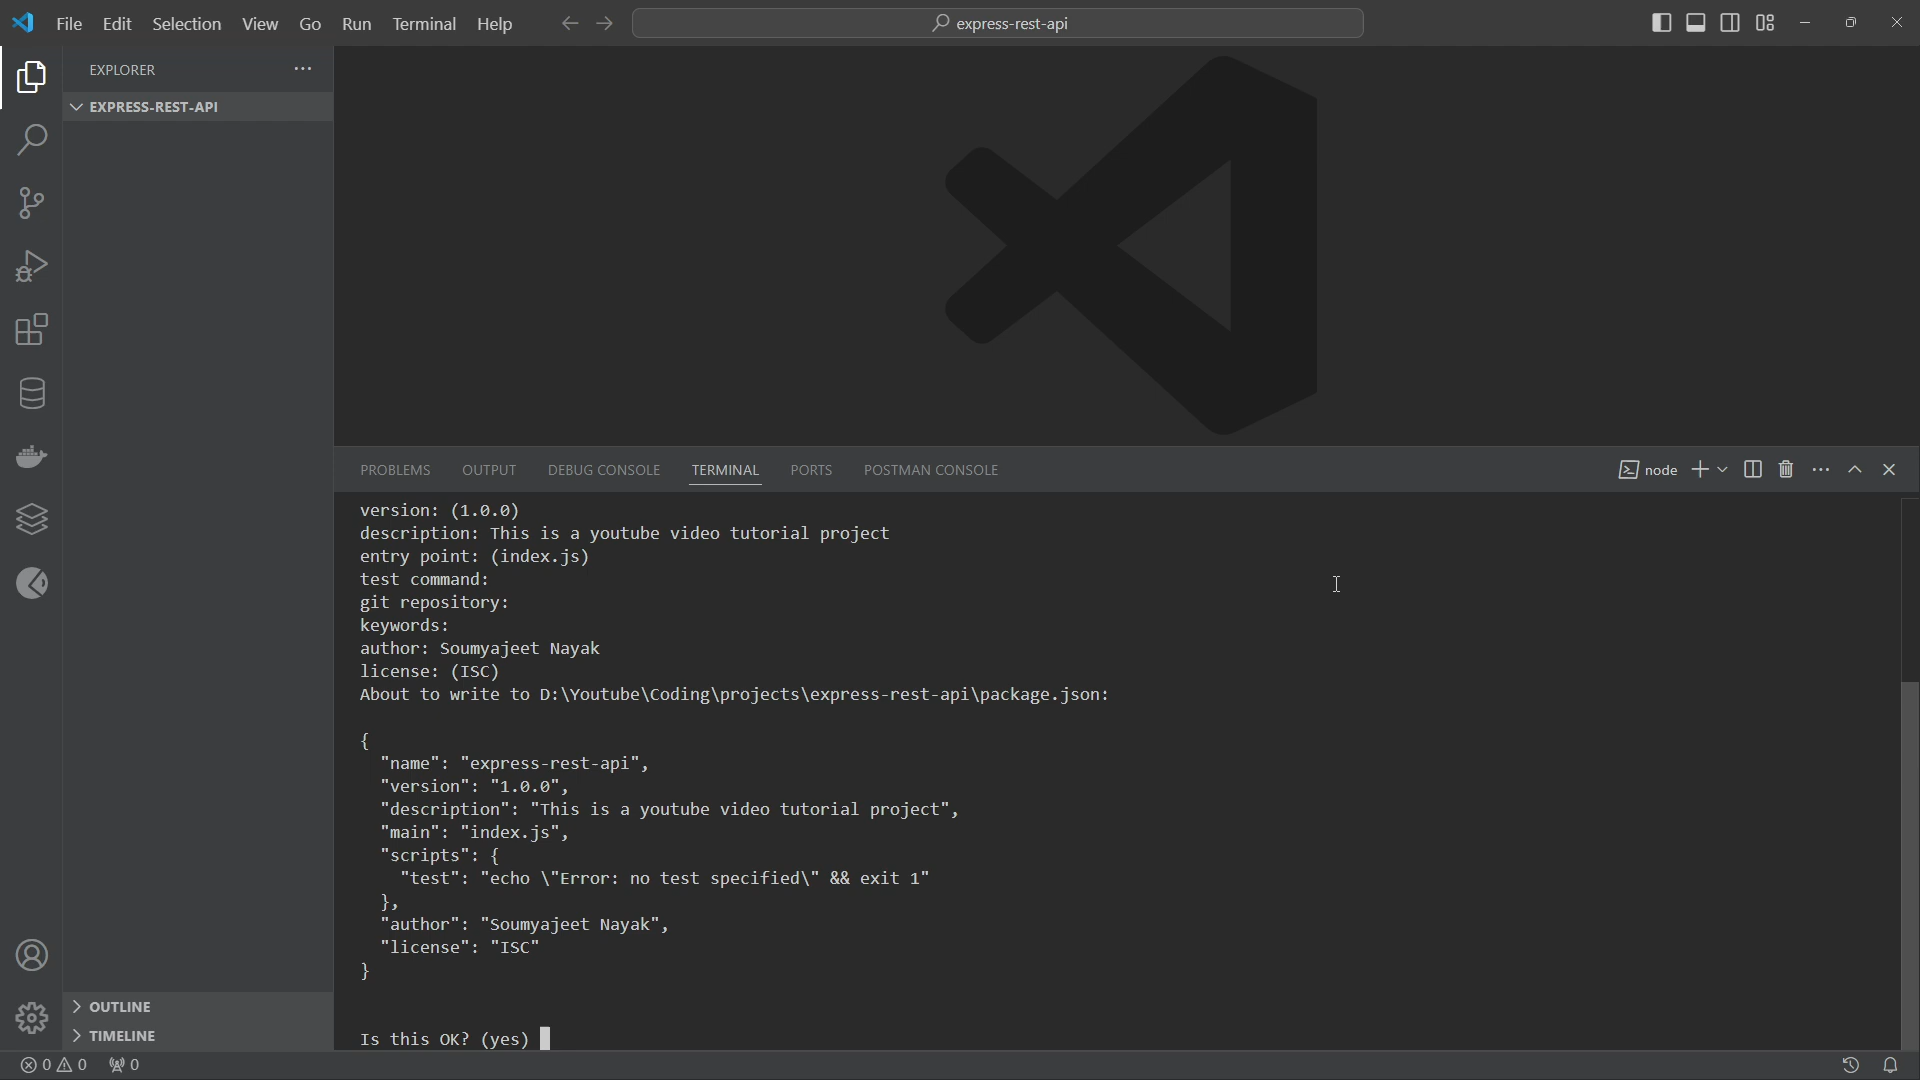 File Edit Selection View Go Run Terminal Help express-rest-api
EXPLORER
EXPRESS-REST-API
PROBLEMS OUTPUT DEBUG CONSOLE TERMINAL PORTS POSTMAN CONSOLE node
version: (1.0.0)
description: This is a youtube video tutorial project
entry point: (index.js)
test command:
git repository:
keywords:
author: Soumyajeet Nayak
license: (ISC)
About to write to D:\Youtube\Coding\projects\express-rest-api\package.json:
{
  "name": "express-rest-api",
  "version": "1.0.0",
  "description": "This is a youtube video tutorial project",
  "main": "index.js",
  "scripts": {
    "test": "echo \"Error: no test specified\" && exit 1"
  },
  "author": "Soumyajeet Nayak",
  "license": "ISC"
}
Is this OK? (yes)
OUTLINE
TIMELINE
0 0 0